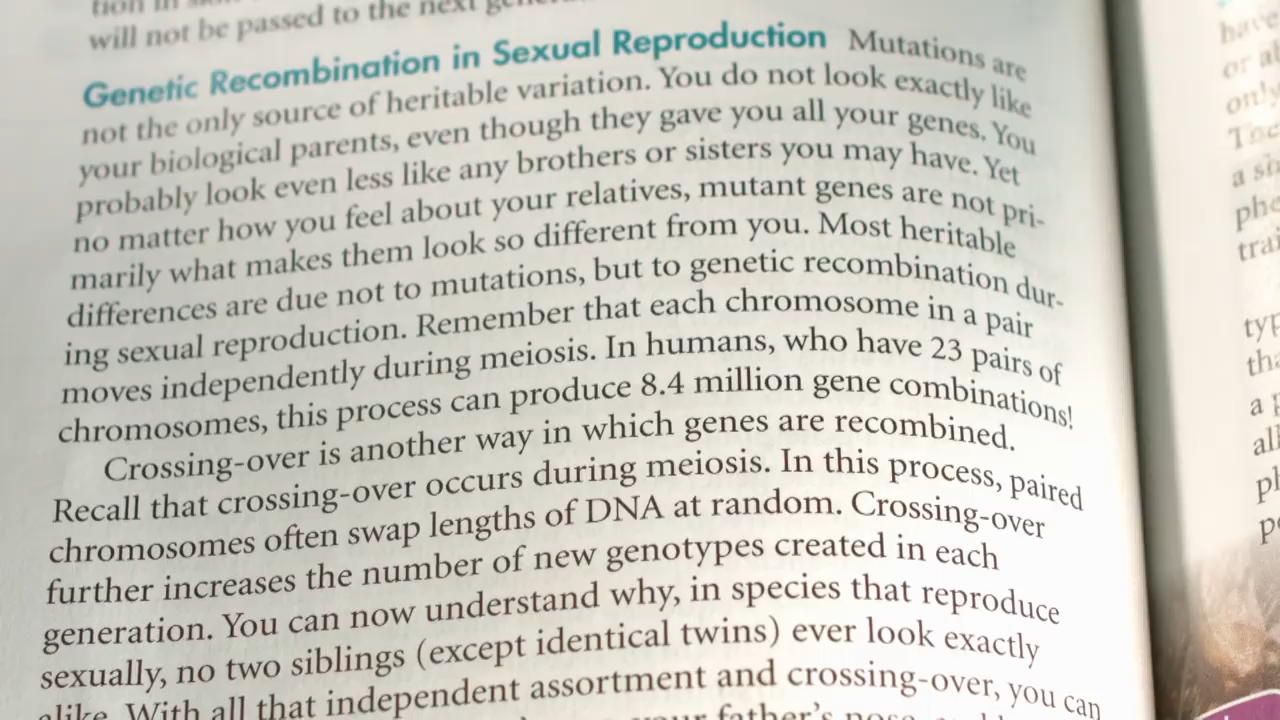 will not be passed to the next
Genetic Recombination in Sexual Reproduction Mutations are
not the only source of heritable variation. You do not look exactly like
your biological parents, even though they gave you all your genes. You
probably look even less like any brothers or sisters you may have. Yet
no matter how you feel about your relatives, mutant genes are not pri-
marily what makes them look so different from you. Most heritable
differences are due not to mutations, but to genetic recombination dur-
ing sexual reproduction. Remember that each chromosome in a pair
moves independently during meiosis. In humans, who have 23 pairs of
chromosomes, this process can produce 8.4 million gene combinations!
Crossing-over is another way in which genes are recombined.
Recall that crossing-over occurs during meiosis. In this process, paired
chromosomes often swap lengths of DNA at random. Crossing-over
further increases the number of new genotypes created in each
generation. You can now understand why, in species that reproduce
sexually, no two siblings (except identical twins) ever look exactly
alike. With all that independent assortment and crossing-over, you can
your father's nose
have
or
only
a